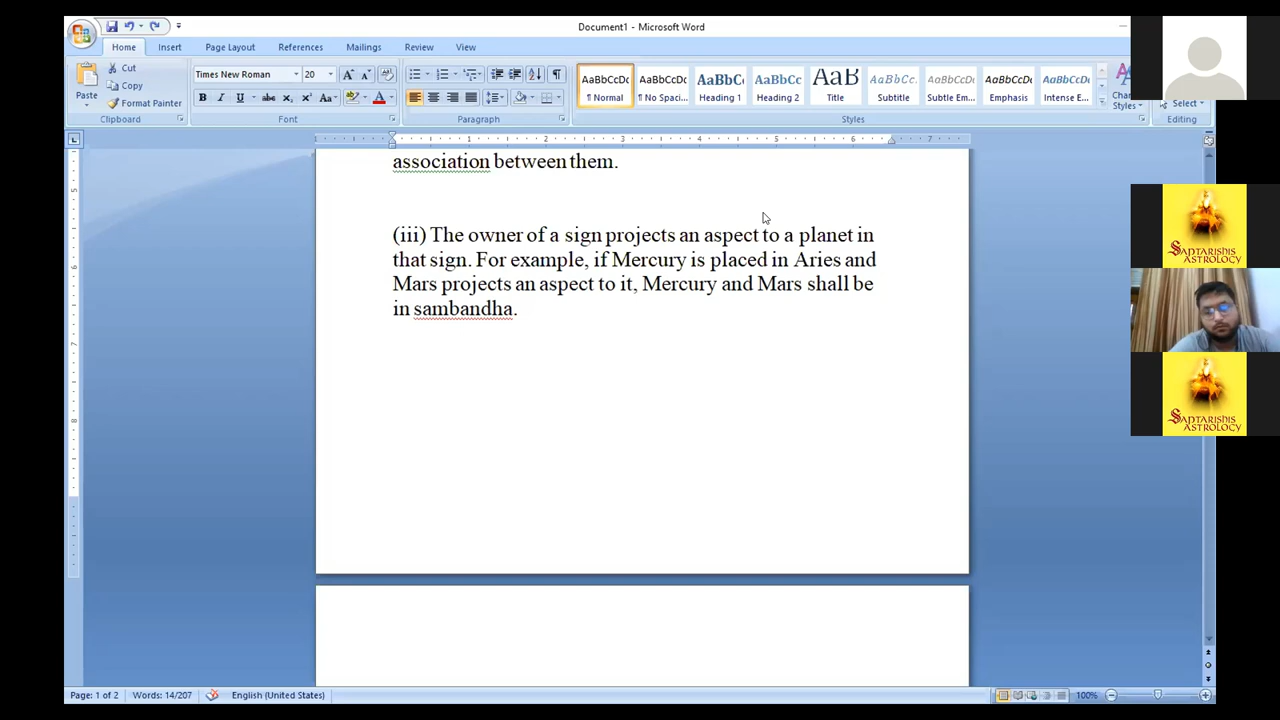 Document1 - Microsoft Word
Home Insert Page Layout References Mailings Review View
Paste
Cut
Copy
Format Painter
Clipboard
Times New Roman 20
Font
Paragraph
AaBbCcDc AaBbCcDc AaBbC AaBbCc AaB AaBbCc. AaBbCcDc AaBbCcDc AaBbCcDc
¶ Normal ¶ No Spaci... Heading 1 Heading 2 Title Subtitle Subtle Em... Emphasis Intense E...
Styles
Styles
Select
Editing
association between them.
(iii) The owner of a sign projects an aspect to a planet in
that sign. For example, if Mercury is placed in Aries and
Mars projects an aspect to it, Mercury and Mars shall be
in sambandha.
SAPTARISHIS
ASTROLOGY
SAPTARISHIS
ASTROLOGY
Page: 1 of 2 Words: 14/207 English (United States) 100%